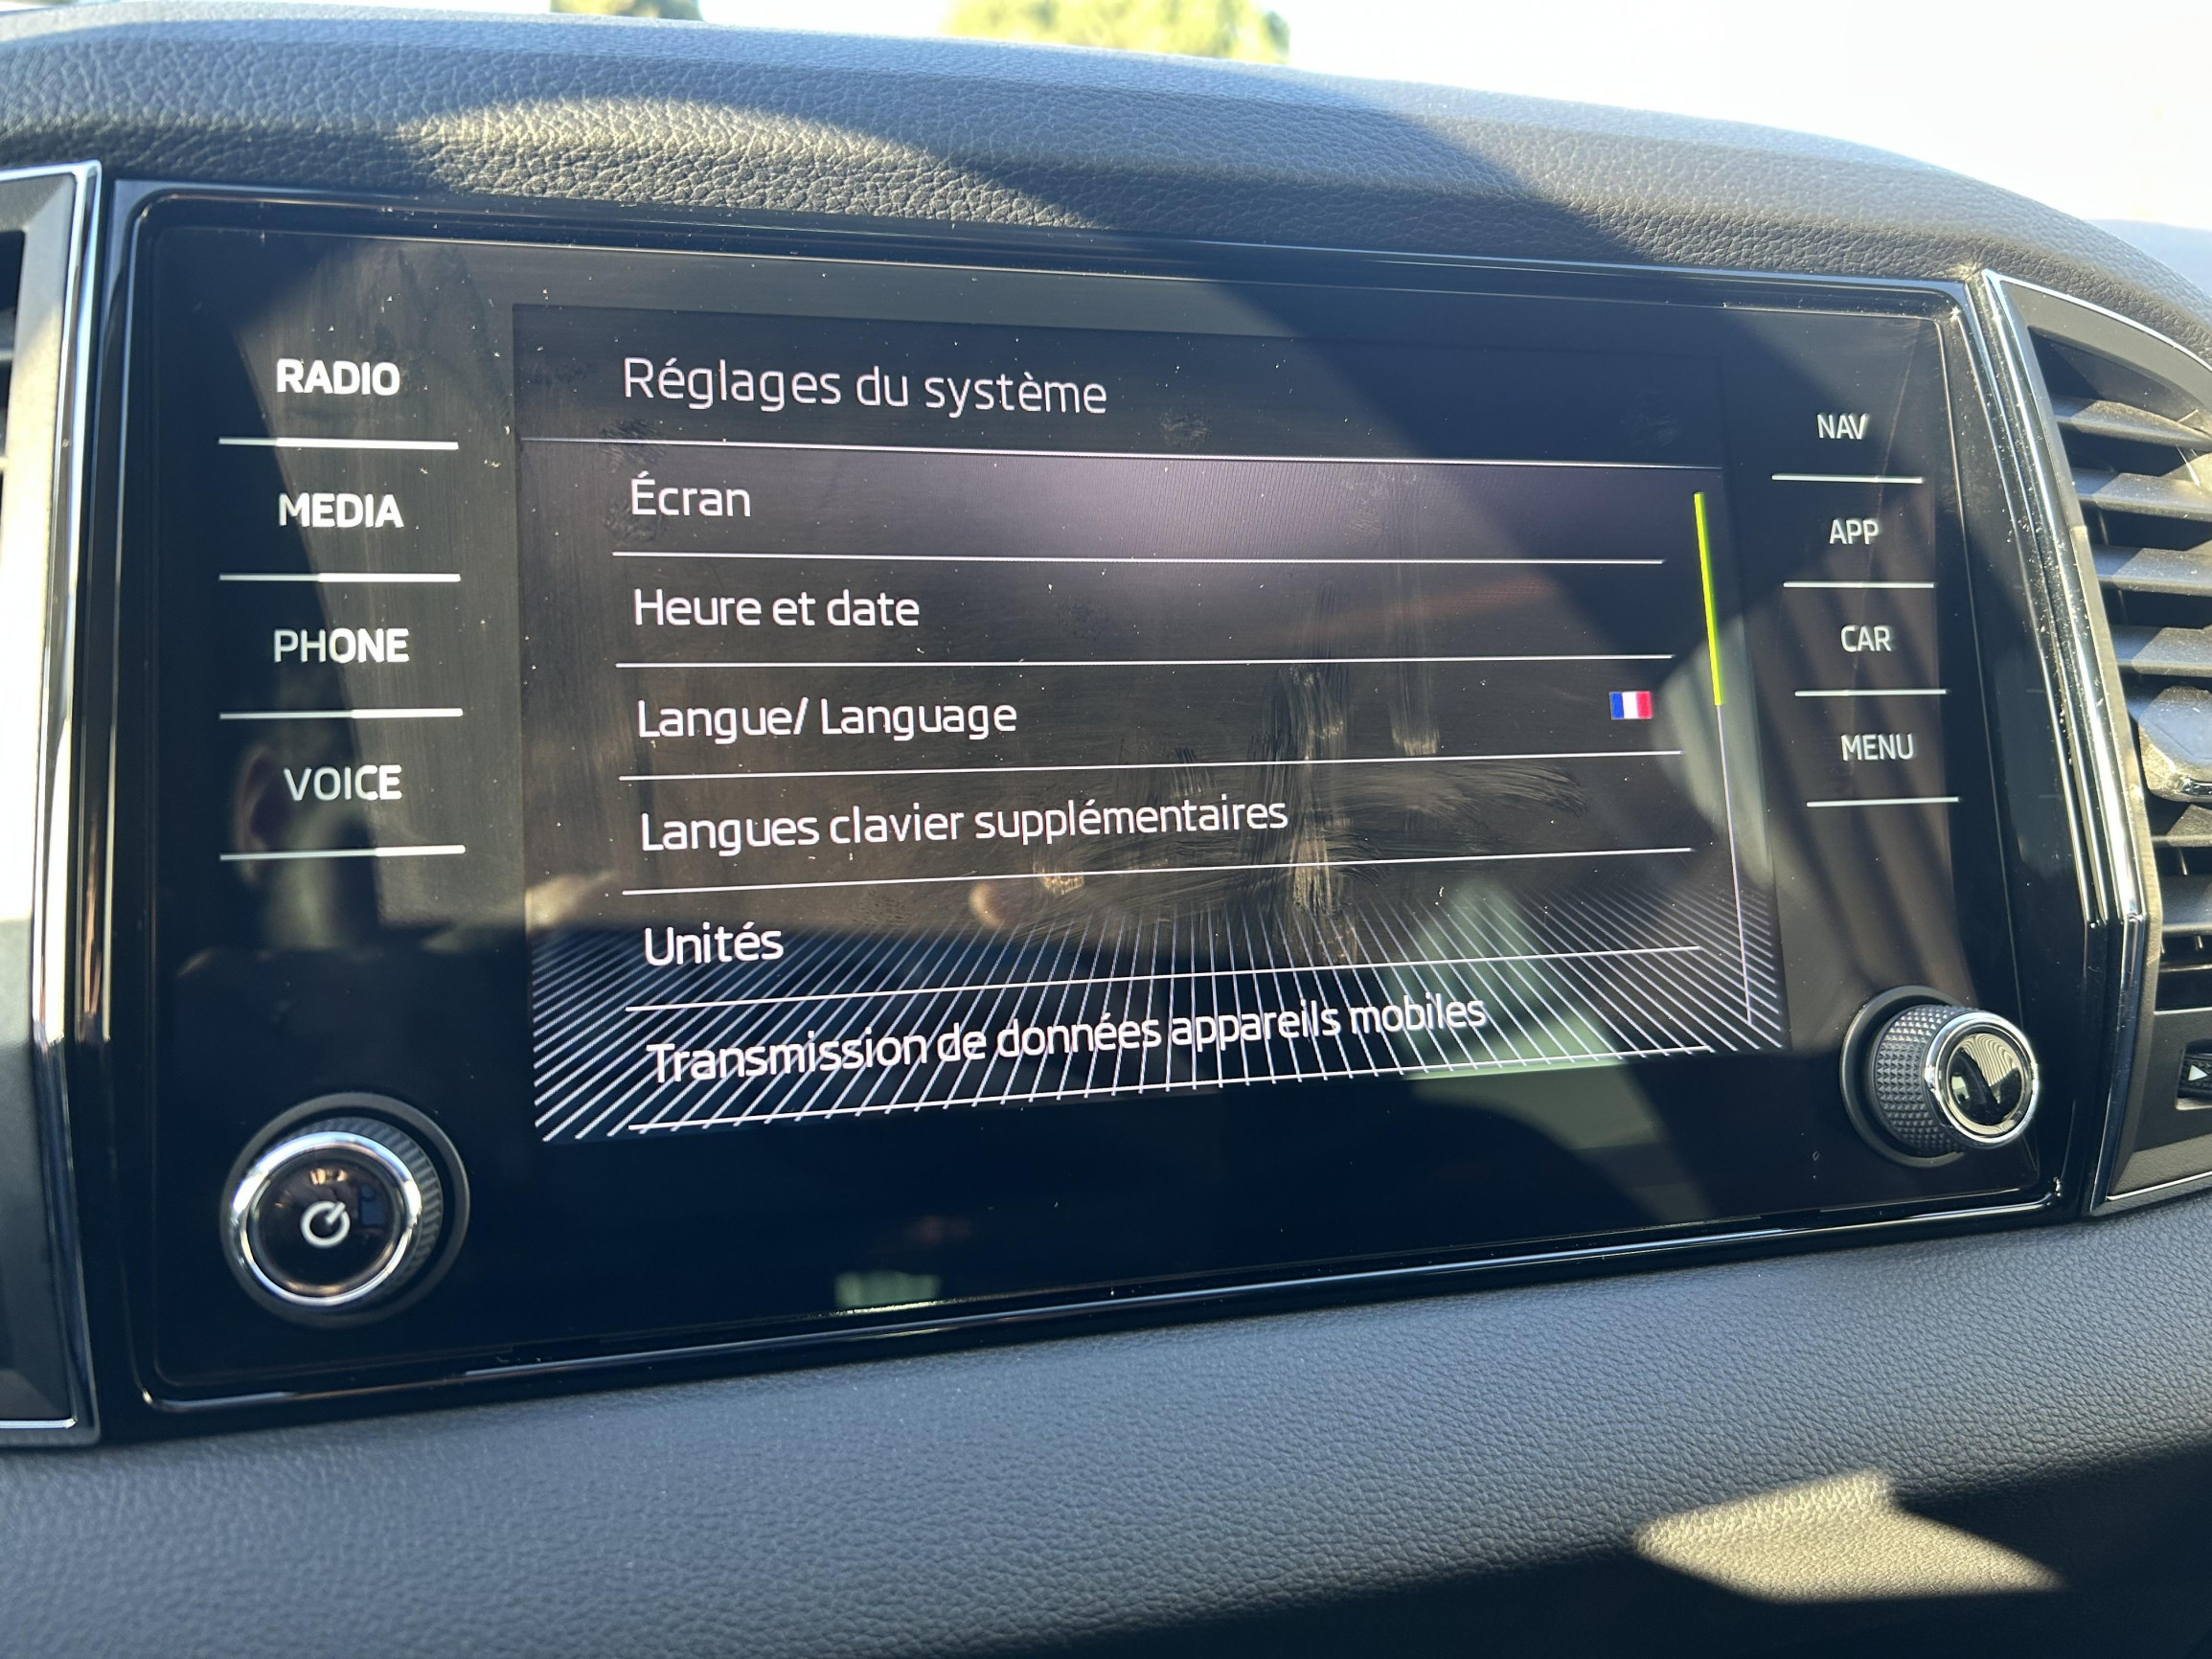 RADIO
MEDIA
PHONE
VOICE
Réglages du système
Écran
Heure et date
Langue/ Language
Langues clavier supplémentaires
Unités
Transmission de données appareils mobiles
NAV
APP
CAR
MENU